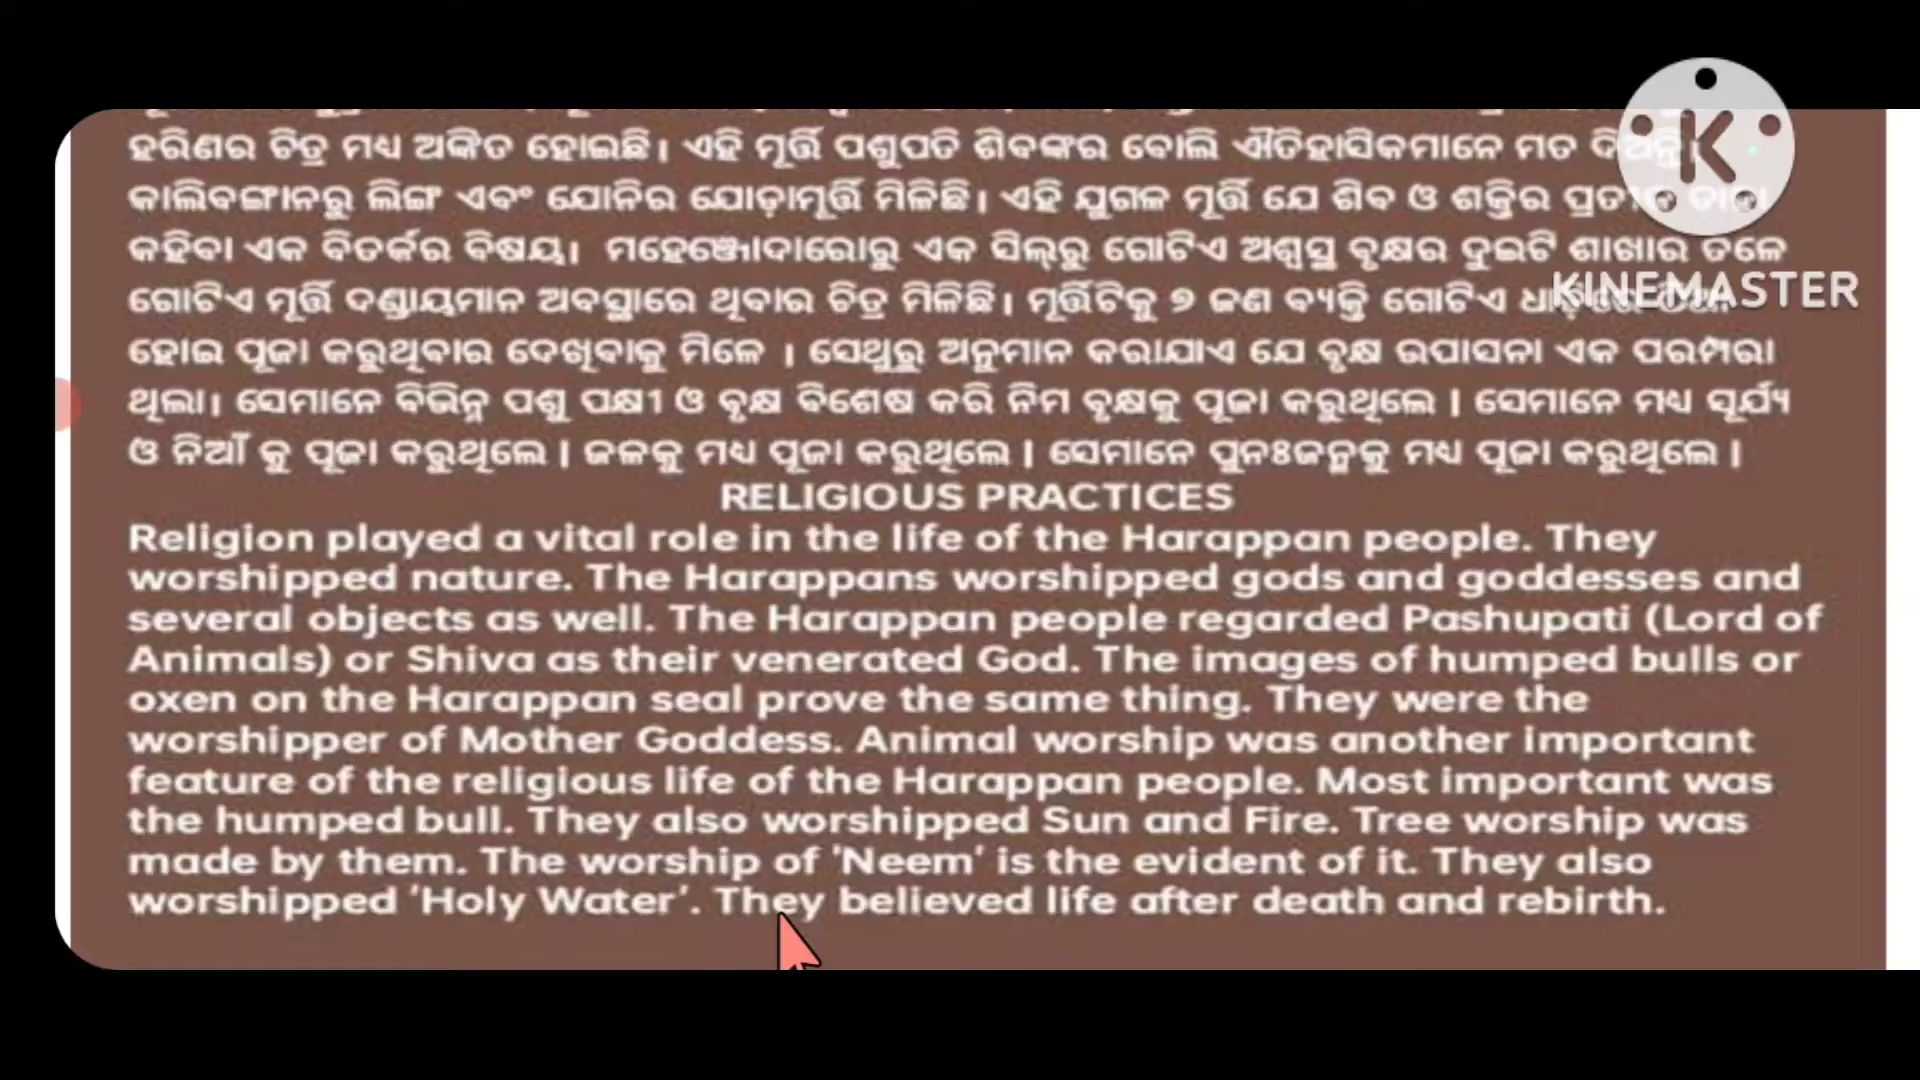 ହରିଣର ଚିତ୍ର ମଧ୍ୟ ଅଙ୍କିତ ହୋଇଛି। ଏହି ମୂର୍ତ୍ତି ପଶୁପତି ଶିବଙ୍କର ବୋଲି ଐତିହାସିକମାନେ ମତ ଦିଅନ୍ତି।
କାଲିବଙ୍ଗାନରୁ ଲିଙ୍ଗ ଏବଂ ଯୋନିର ଯୋଡ଼ାମୂର୍ତ୍ତି ମିଳିଛି। ଏହି ଯୁଗଳ ମୂର୍ତ୍ତି ଯେ ଶିବ ଓ ଶକ୍ତିର
କହିବା ଏକ ବିତର୍କର ବିଷୟ। ମହେଞ୍ଜୋଦାରୋରୁ ଏକ ସିଲ୍‌ରୁ ଗୋଟିଏ ଅଶ୍ୱସ୍ଥ ବୃକ୍ଷର ଦୁଇଟି ଶାଖାର ତଳେ
ଗୋଟିଏ ମୂର୍ତ୍ତି ଦଣ୍ଡାୟମାନ ଅବସ୍ଥାରେ ଥିବାର ଚିତ୍ର ମିଳିଛି। ମୂର୍ତ୍ତିଟିକୁ ୭ ଜଣ ବ୍ୟକ୍ତି ଗୋଟିଏ
ହୋଇ ପୂଜା କରୁଥିବାର ଦେଖିବାକୁ ମିଳେ । ସେଥିରୁ ଅନୁମାନ କରାଯାଏ ଯେ ବୃକ୍ଷ ଉପାସନା ଏକ ପରମ୍ପରା
ଥିଲା। ସେମାନେ ବିଭିନ୍ନ ପଶୁ ପକ୍ଷୀ ଓ ବୃକ୍ଷ ବିଶେଷ କରି ନିମ ବୃକ୍ଷକୁ ପୂଜା କରୁଥିଲେ । ସେମାନେ ମଧ୍ୟ ସୂର୍ଯ୍ୟ
ଓ ନିଆଁ କୁ ପୂଜା କରୁଥିଲେ । ଜଳକୁ ମଧ୍ୟ ପୂଜା କରୁଥିଲେ । ସେମାନେ ପୁନଃଜନ୍ମକୁ ମଧ୍ୟ ପୂଜା କରୁଥିଲେ ।
RELIGIOUS PRACTICES
Religion played a vital role in the life of the Harappan people. They
worshipped nature. The Harappans worshipped gods and goddesses and
several objects as well. The Harappan people regarded Pashupati (Lord of
Animals) or Shiva as their venerated God. The images of humped bulls or
oxen on the Harappan seal prove the same thing. They were the
worshipper of Mother Goddess. Animal worship was another important
feature of the religious life of the Harappan people. Most important was
the humped bull. They also worshipped Sun and Fire. Tree worship was
made by them. The worship of 'Neem' is the evident of it. They also
worshipped 'Holy Water'. They believed life after death and rebirth.
K
KINEMASTER